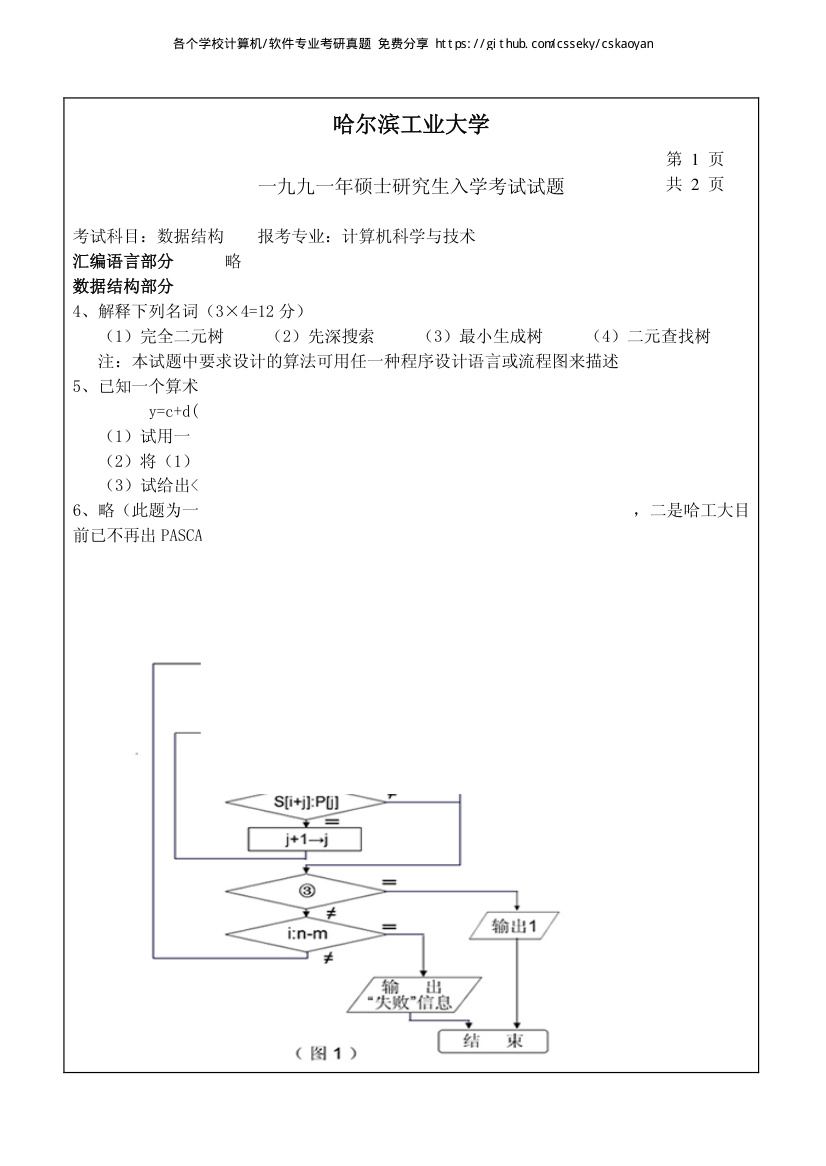 各个学校计算机/软件专业考研真题 免费分享 https://github.com/csseky/cskaoyan
哈尔滨工业大学
第 1 页
一九九一年硕士研究生入学考试试题
共 2 页
考试科目：数据结构 报考专业：计算机科学与技术
汇编语言部分 略
数据结构部分
4、解释下列名词（3×4=12 分）
（1）完全二元树 （2）先深搜索 （3）最小生成树 （4）二元查找树
注：本试题中要求设计的算法可用任一种程序设计语言或流程图来描述
5、已知一个算术
y=c+d(
（1）试用一
（2）将（1）
（3）试给出<
6、略（此题为一 ，二是哈工大目
前已不再出 PASCA
S[i+j]:P[j] ≠
=
j+1→j
③ =
≠
i:n-m =
≠
输出1
输 出
“失败”信息
结 束
（图1）